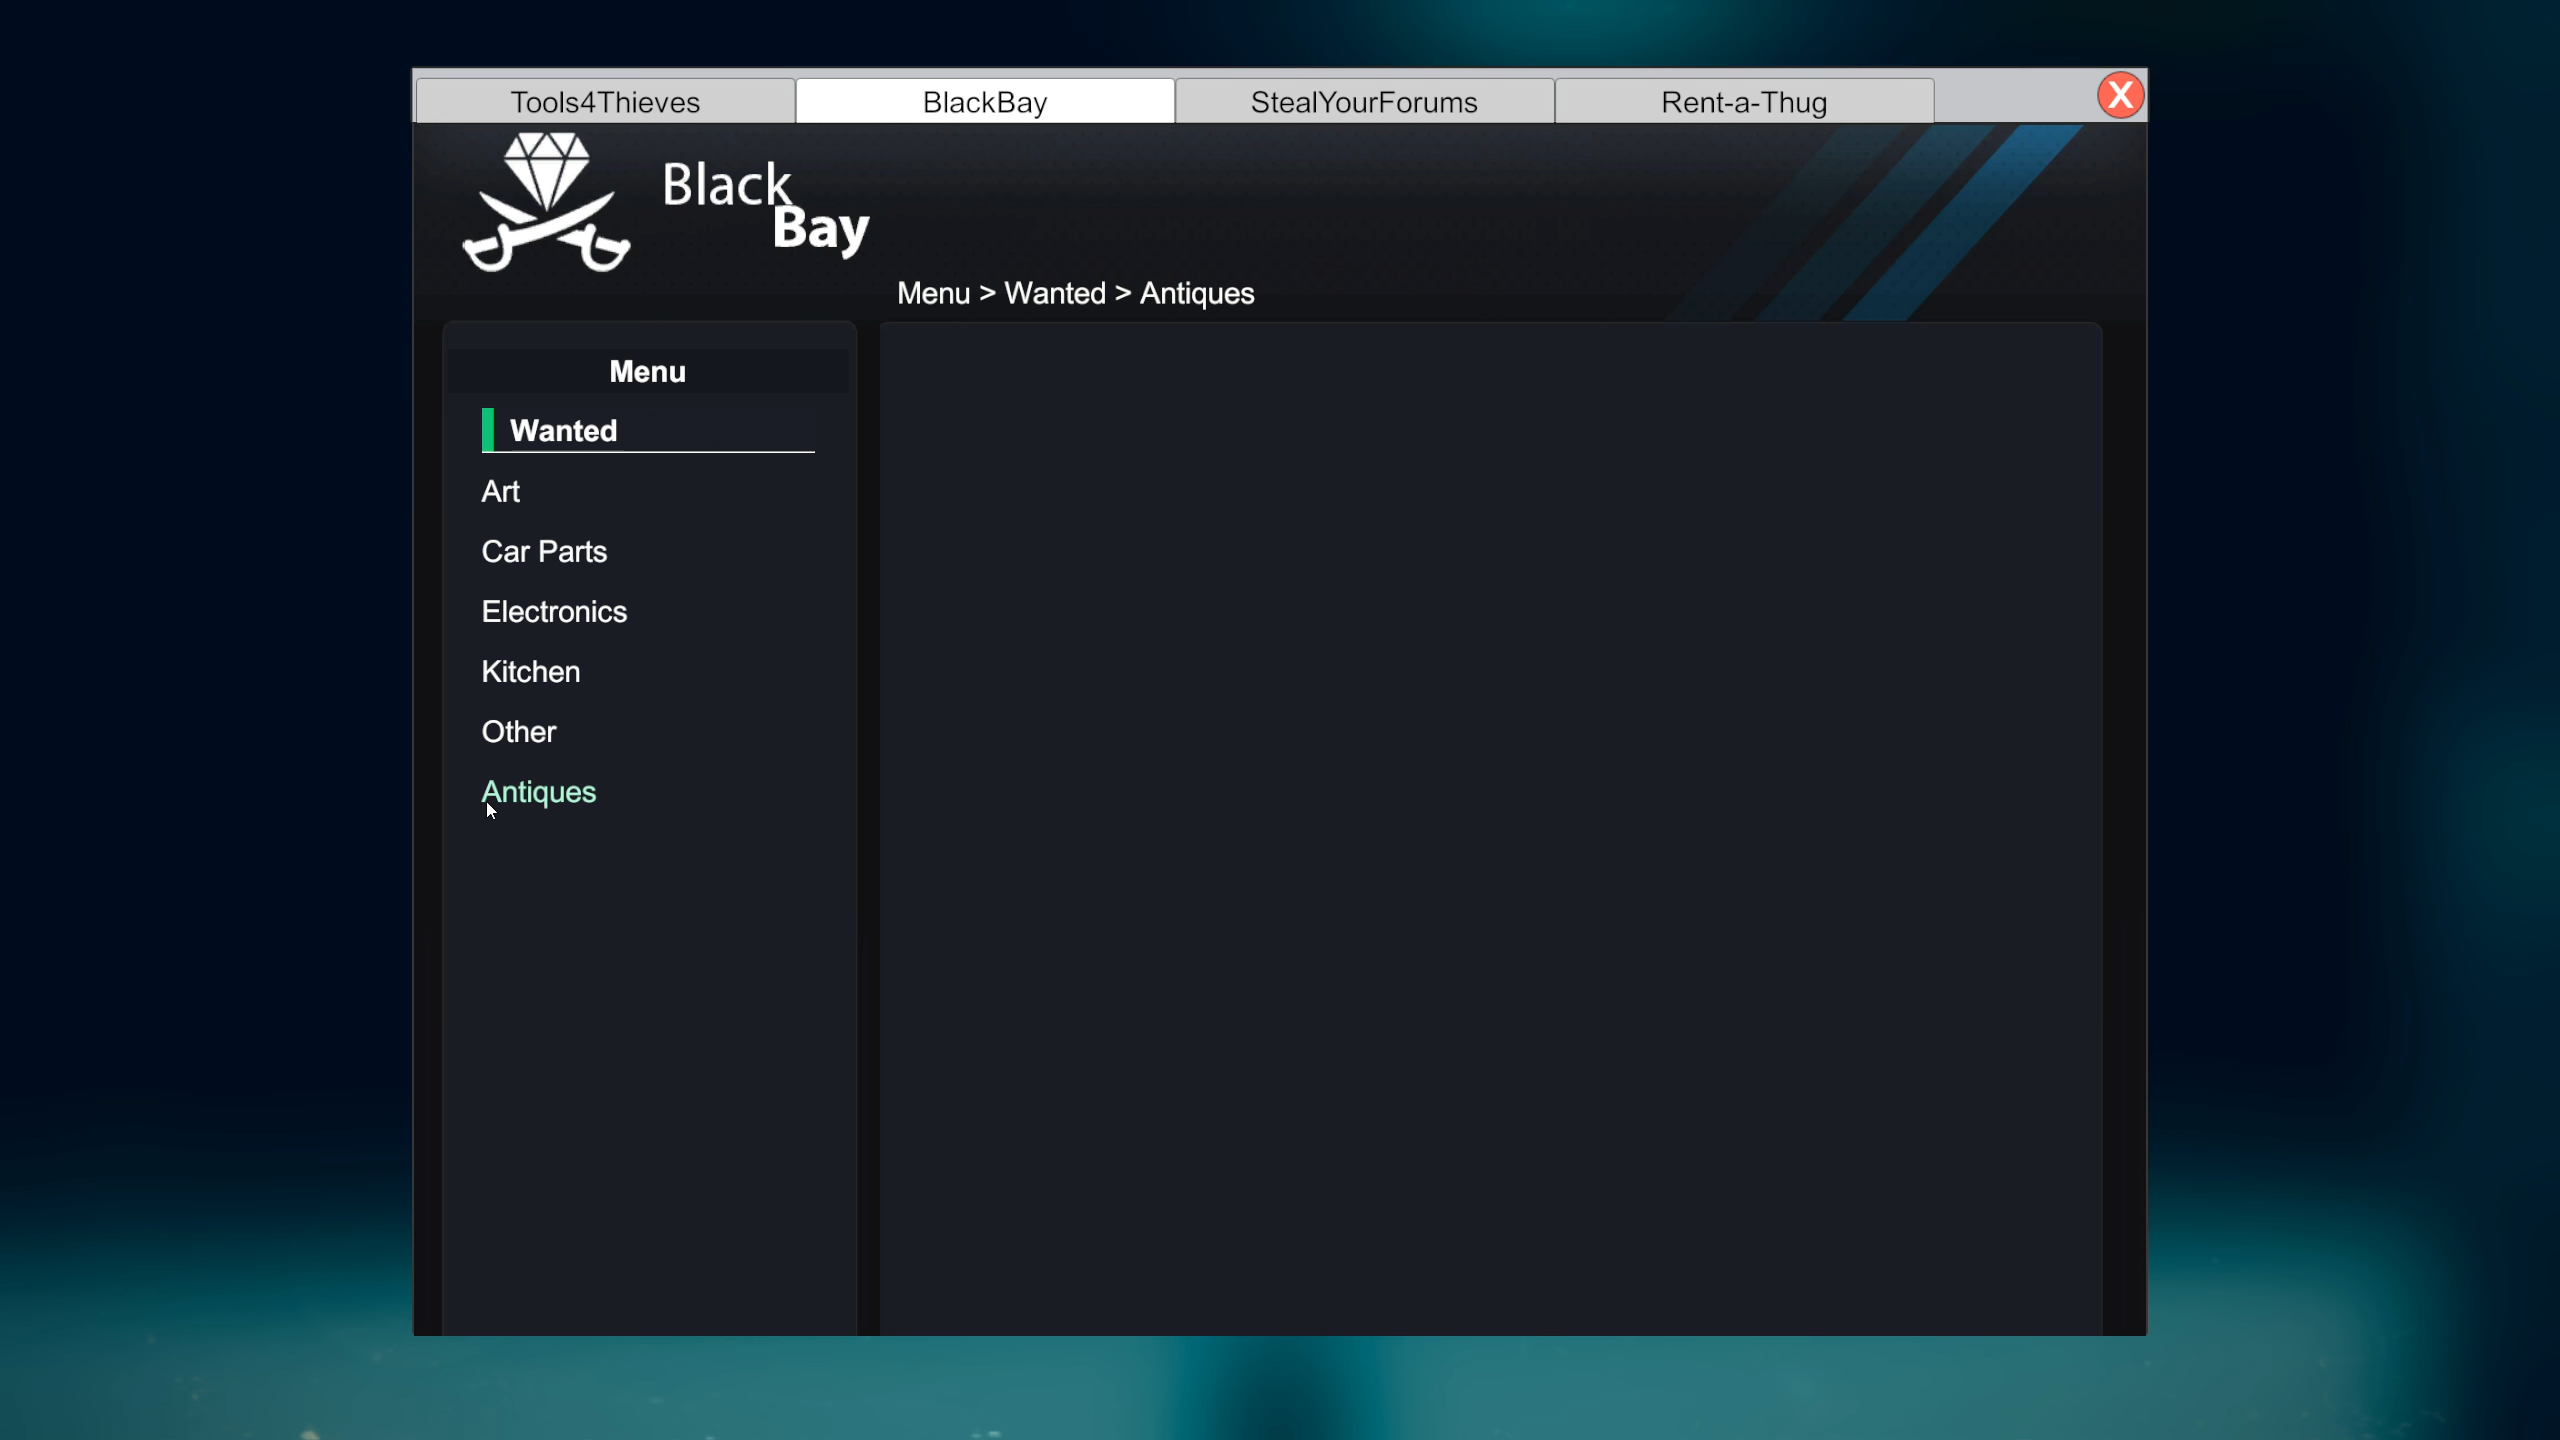 Tools4Thieves
BlackBay
StealYourForums
Rent-a-Thug
X
Black
Bay
Menu > Wanted > Antiques
Menu
Wanted
Art
Car Parts
Electronics
Kitchen
Other
Antiques